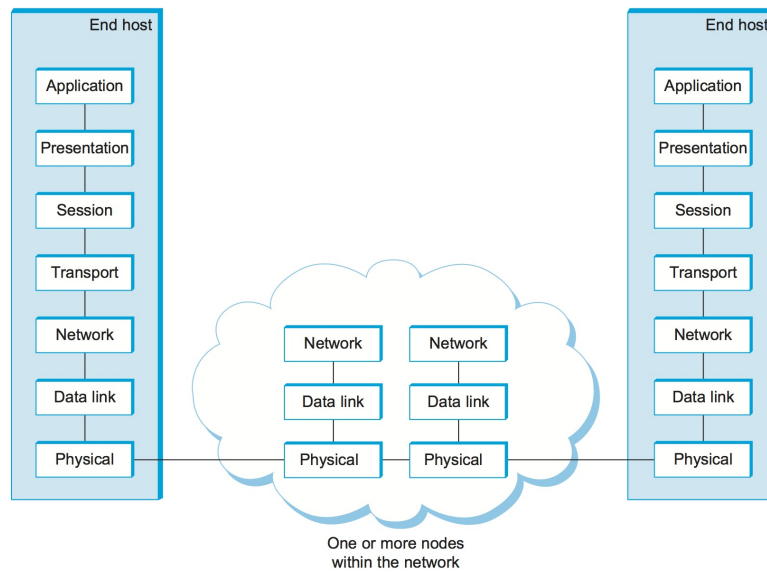 End host
Application
Presentation
Session
Transport
Network
Data link
Physical
Network
Data link
Physical
Network
Data link
Physical
One or more nodes
within the network
End host
Application
Presentation
Session
Transport
Network
Data link
Physical